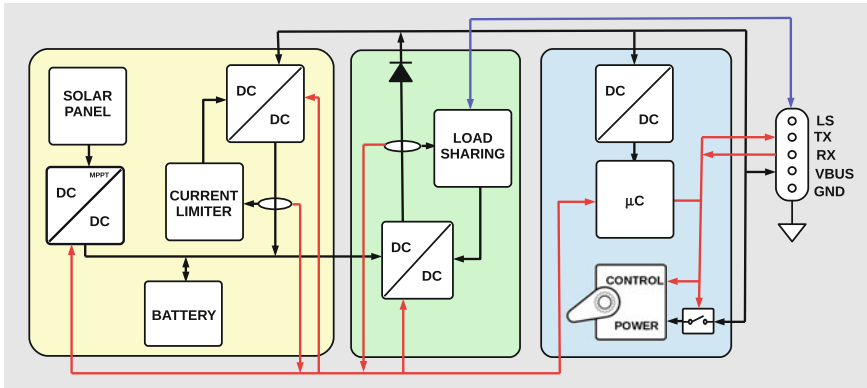 SOLAR
PANEL
MPPT
DC
DC
DC
DC
CURRENT
LIMITER
BATTERY
LOAD
SHARING
DC
DC
DC
DC
µC
CONTROL
POWER
LS
TX
RX
VBUS
GND